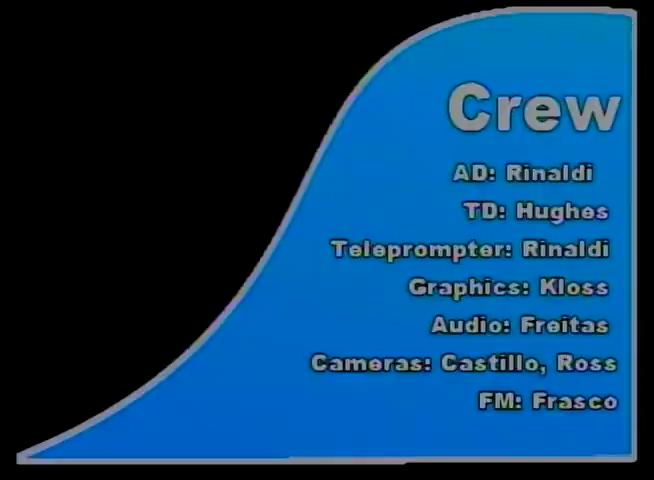 Crew
AD: Rinaldi
TD: Hughes
Teleprompter: Rinaldi
Graphics: Kloss
Audio: Freitas
Cameras: Castillo, Ross
FM: Frasco